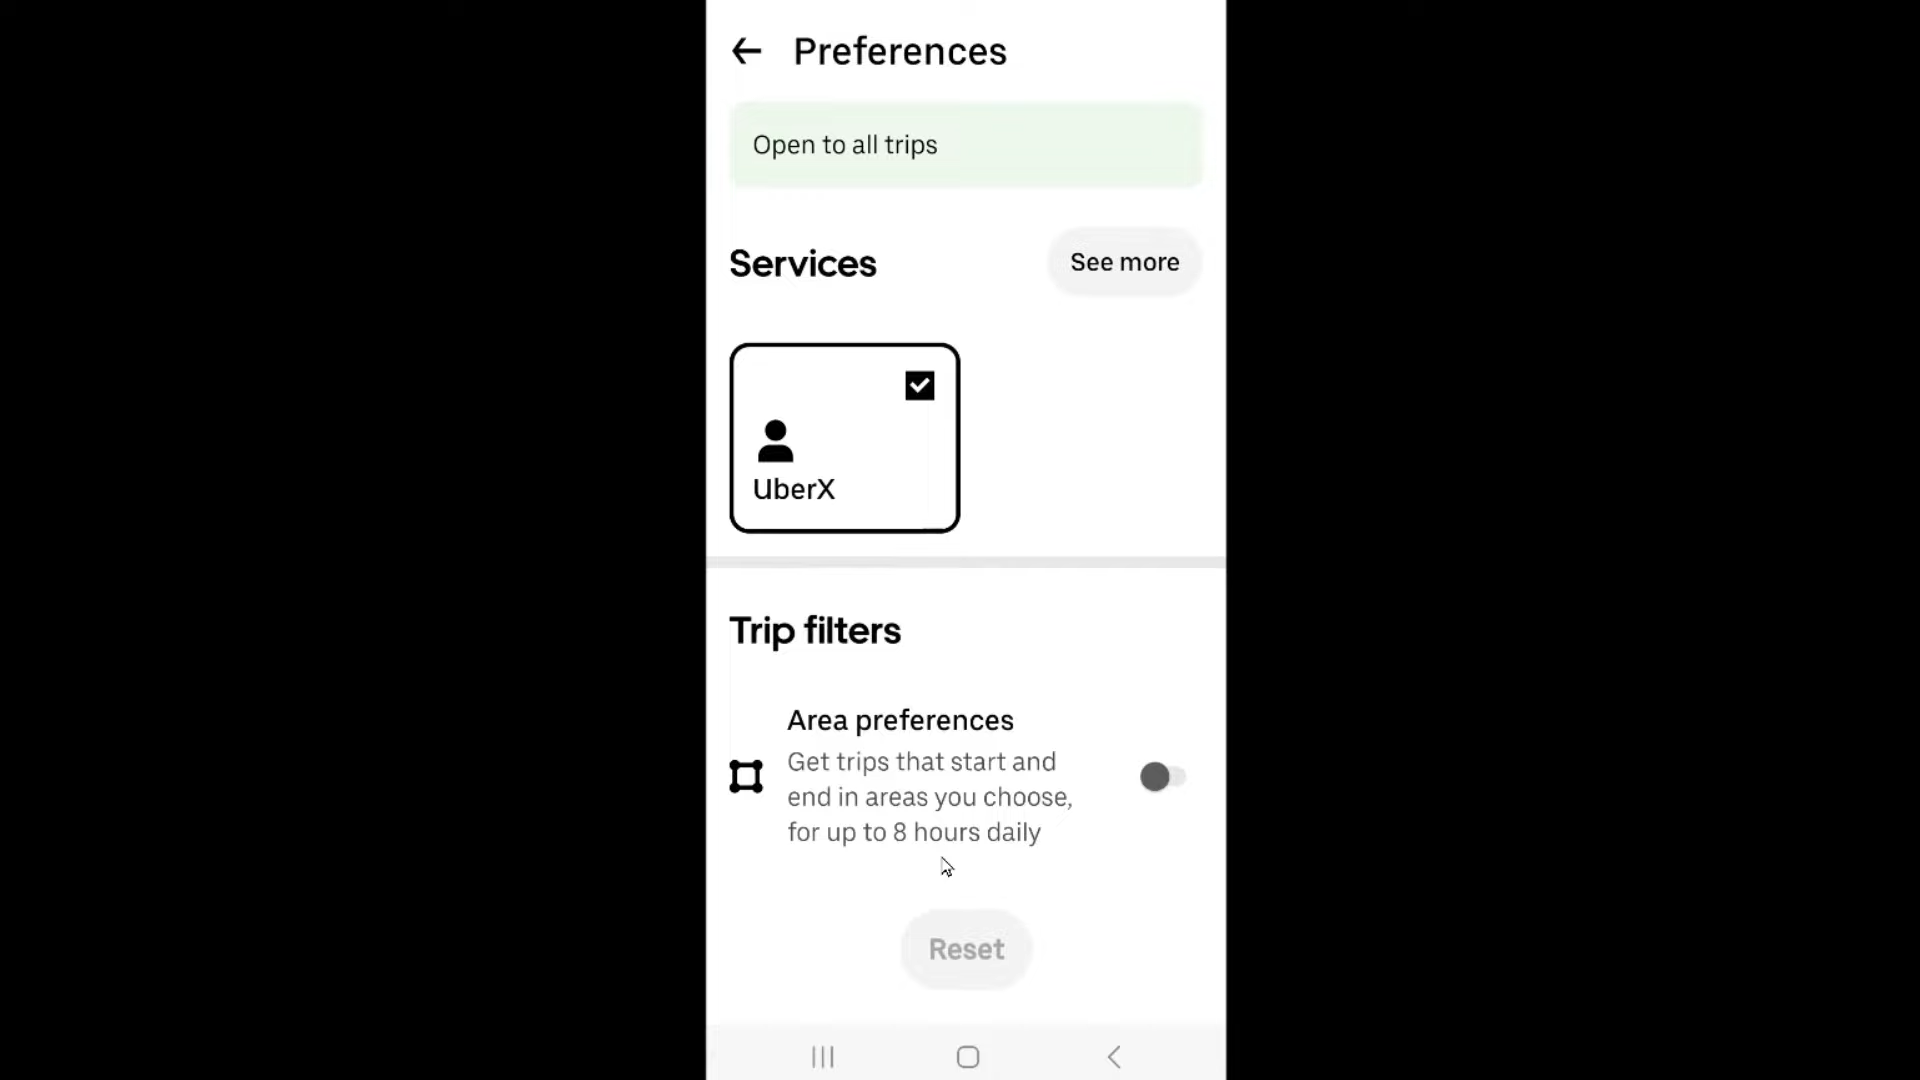 Preferences
Open to all trips
Services
See more
UberX
Trip filters
Area preferences
Get trips that start and
end in areas you choose,
for up to 8 hours daily
Reset